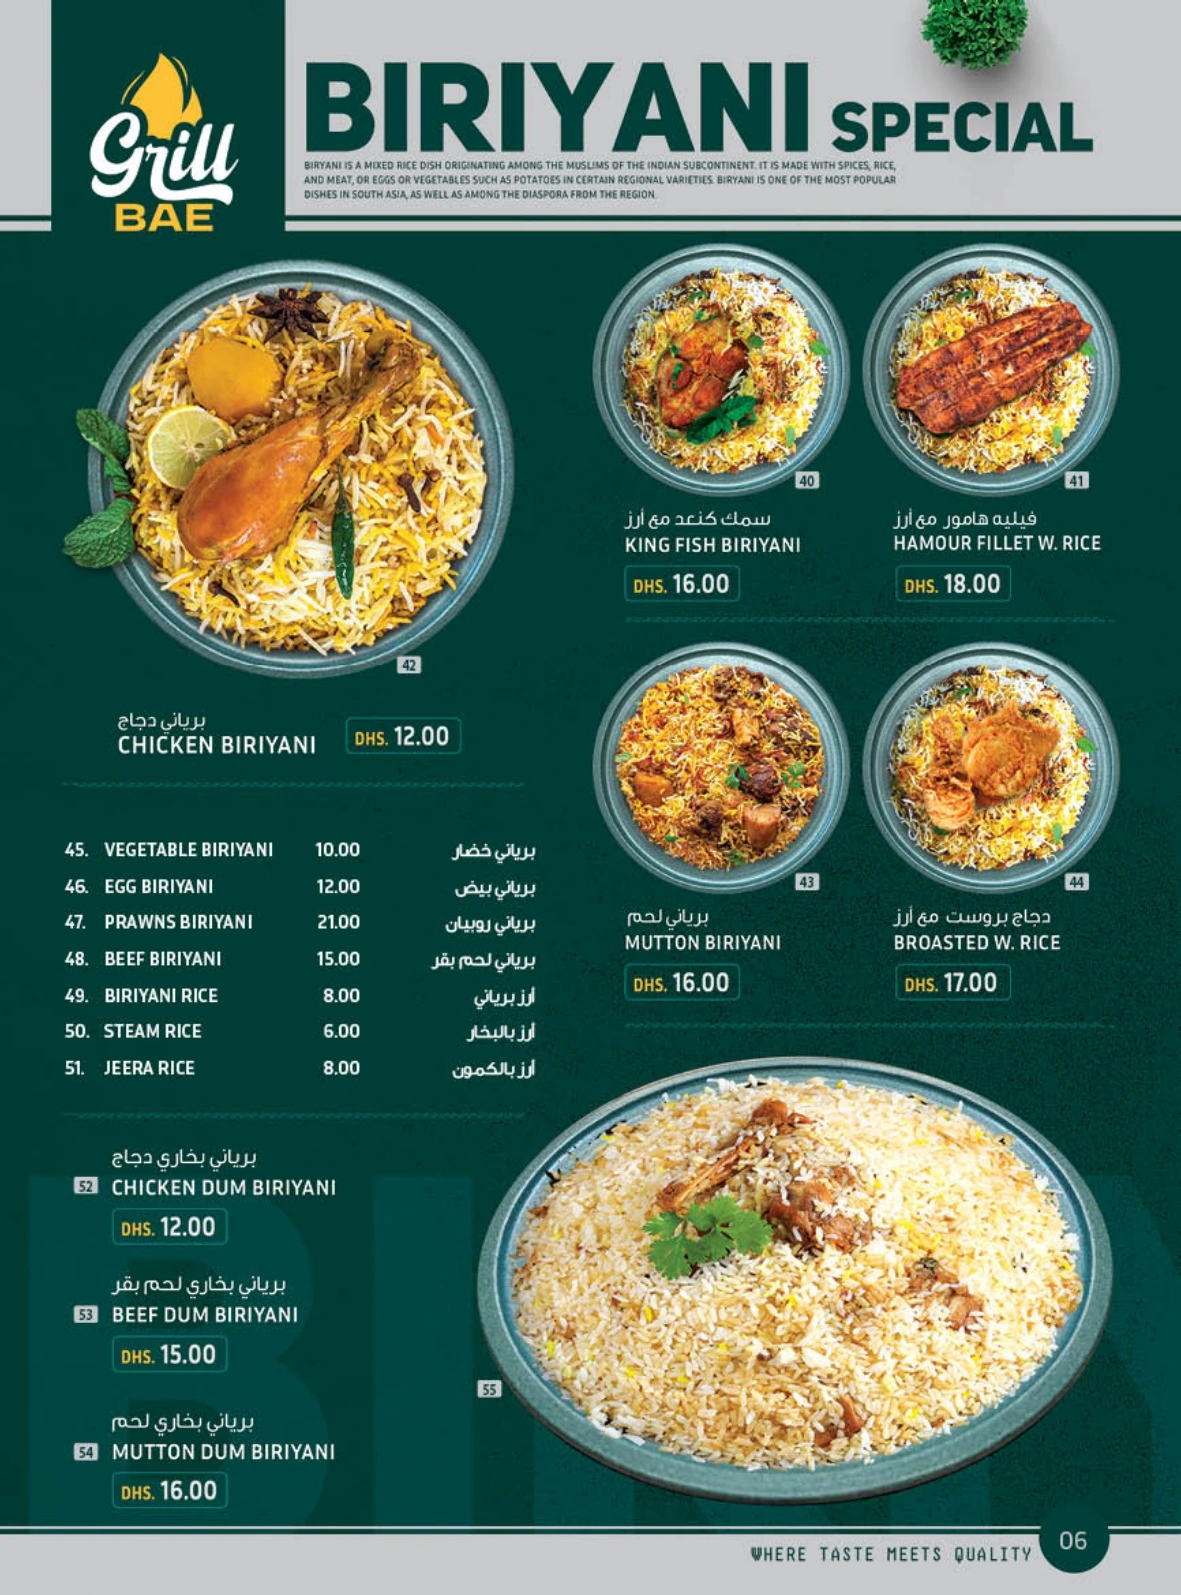 Grill
BAE
BIRIYANI SPECIAL
BIRYANI IS A MIXED RICE DISH ORIGINATING AMONG THE MUSLIMS OF THE INDIAN SUBCONTINENT. IT IS MADE WITH SPICES, RICE,
AND MEAT, OR EGGS OR VEGETABLES SUCH AS POTATOES IN CERTAIN REGIONAL VARIETIES. BIRYANI IS ONE OF THE MOST POPULAR
DISHES IN SOUTH ASIA, AS WELL AS AMONG THE DIASPORA FROM THE REGION.
42
برياني دجاج
CHICKEN BIRIYANI DHS. 12.00
40
سمك كنعد مع أرز
KING FISH BIRIYANI
DHS. 16.00
41
فيليه هامور مع أرز
HAMOUR FILLET W. RICE
DHS. 18.00
43
برياني لحم
MUTTON BIRIYANI
DHS. 16.00
44
دجاج بروست مع أرز
BROASTED W. RICE
DHS. 17.00
45. VEGETABLE BIRIYANI 10.00 برياني خضار
46. EGG BIRIYANI 12.00 برياني بيض
47. PRAWNS BIRIYANI 21.00 برياني روبيان
48. BEEF BIRIYANI 15.00 برياني لحم بقر
49. BIRIYANI RICE 8.00 أرز برياني
50. STEAM RICE 6.00 أرز بالبخار
51. JEERA RICE 8.00 أرز بالكمون
برياني بخاري دجاج
52 CHICKEN DUM BIRIYANI
DHS. 12.00
برياني بخاري لحم بقر
53 BEEF DUM BIRIYANI
DHS. 15.00
برياني بخاري لحم
54 MUTTON DUM BIRIYANI
DHS. 16.00
55
WHERE TASTE MEETS QUALITY
06